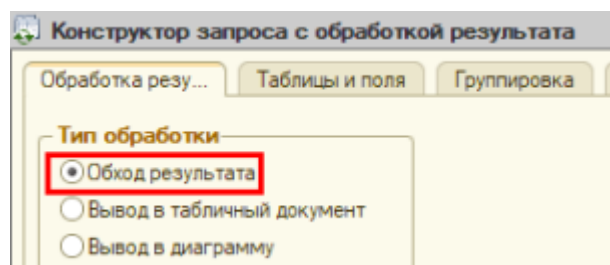 Конструктор запроса с обработкой результата
Обработка резу... Таблицы и поля Группировка
Тип обработки
Обход результата
Вывод в табличный документ
Вывод в диаграмму